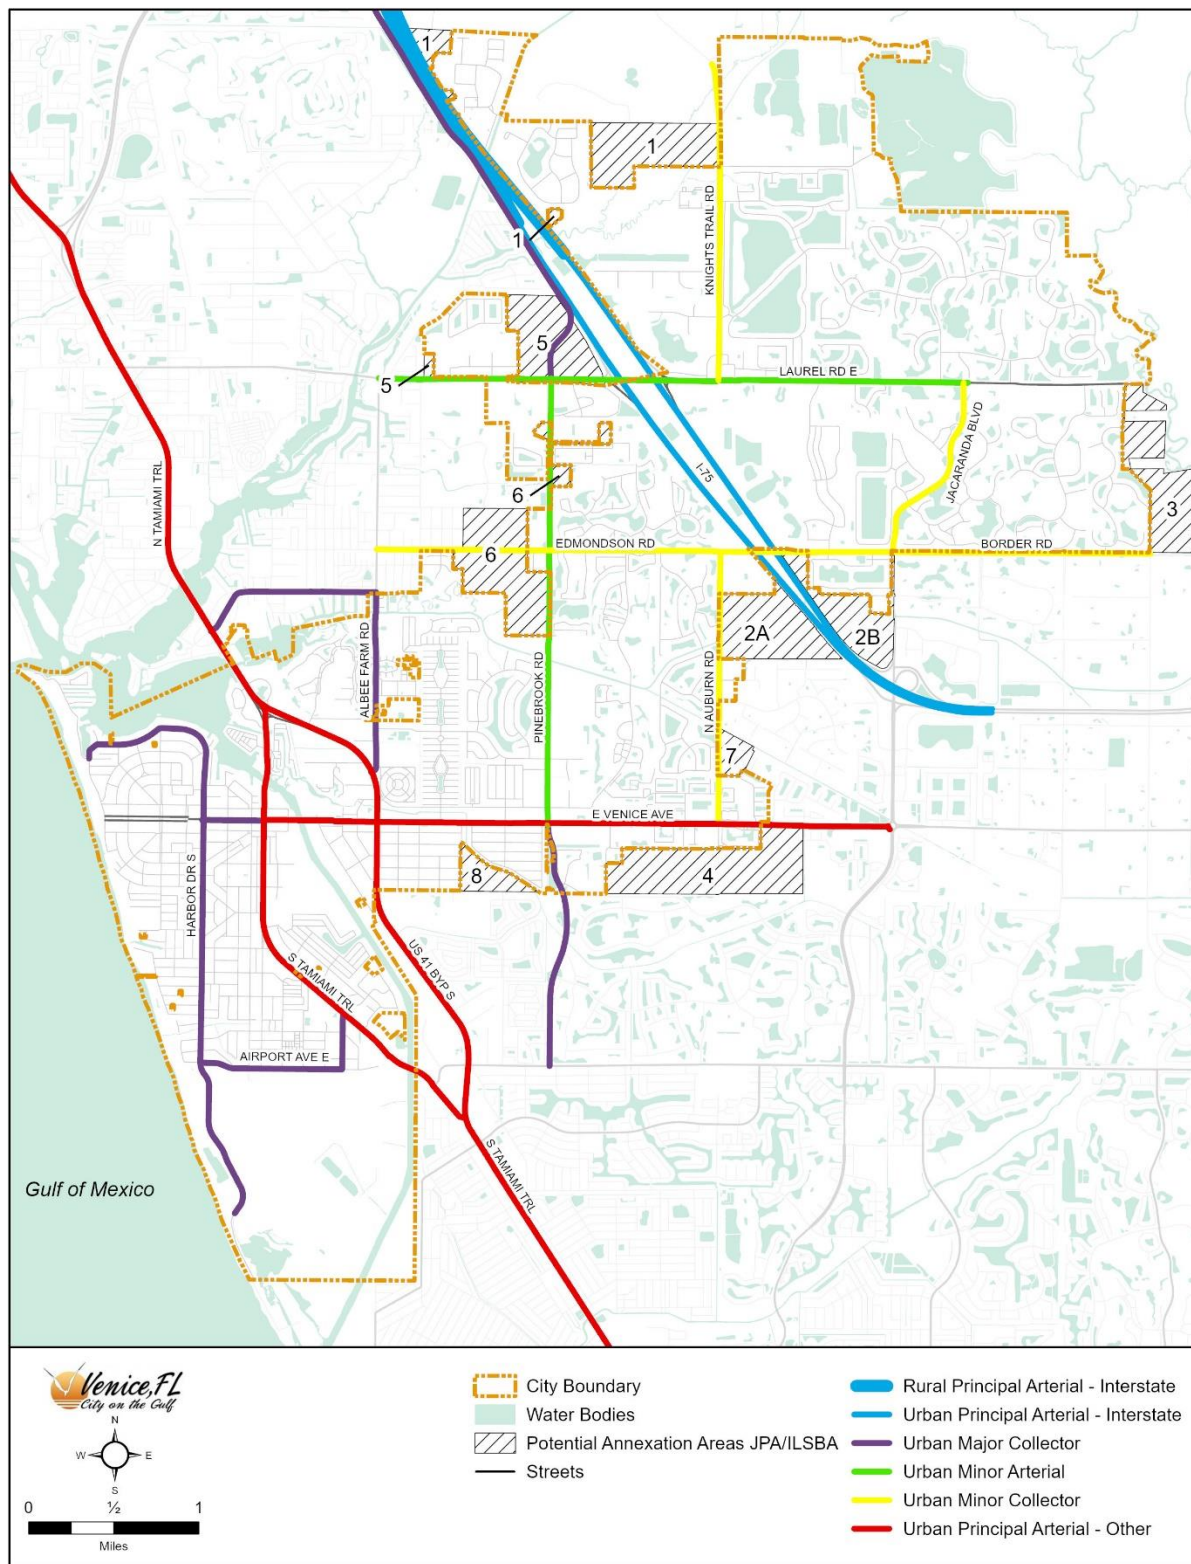 1
1
KNIGHTS TRAIL RD
1
5
5
LAUREL RD E
JACARANDA BLVD
I-75
N TAMIAMI TRL
6
3
6
EDMONDSON RD
BORDER RD
ALBEE FARM RD
2A
2B
PINEBROOK RD
N AUBURN RD
7
E VENICE AVE
HARBOR DR S
8
4
US 41 BYP S
S TAMIAMI TRL
AIRPORT AVE E
S TAMIAMI TRL
Gulf of Mexico
Venice, FL
City on the Gulf
N
W E
S
0 ½ 1
Miles
City Boundary
Water Bodies
Potential Annexation Areas JPA/ILSBA
Streets
Rural Principal Arterial - Interstate
Urban Principal Arterial - Interstate
Urban Major Collector
Urban Minor Arterial
Urban Minor Collector
Urban Principal Arterial - Other